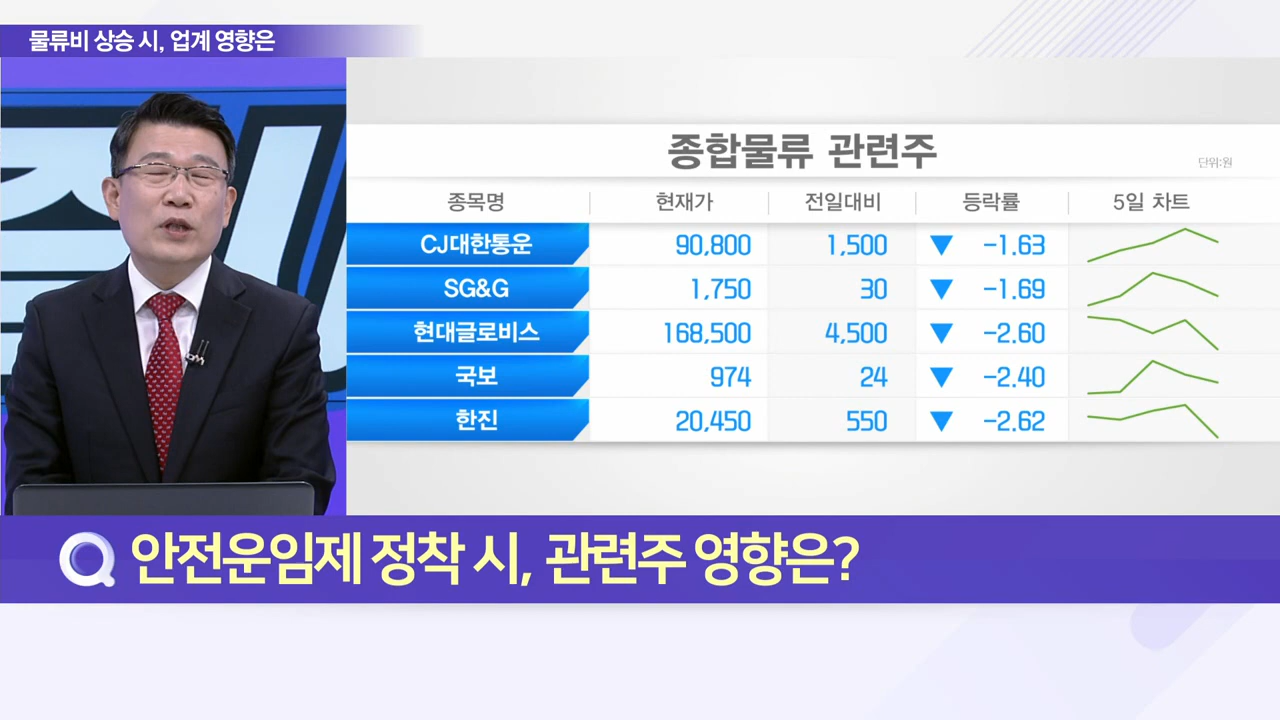 물류비 상승 시, 업계 영향은
종합물류 관련주
단위:원
종목명 현재가 전일대비 등락률 5일 차트
CJ대한통운 90,800 1,500 ▼ -1.63
SG&G 1,750 30 ▼ -1.69
현대글로비스 168,500 4,500 ▼ -2.60
국보 974 24 ▼ -2.40
한진 20,450 550 ▼ -2.62
Q 안전운임제 정착 시, 관련주 영향은?